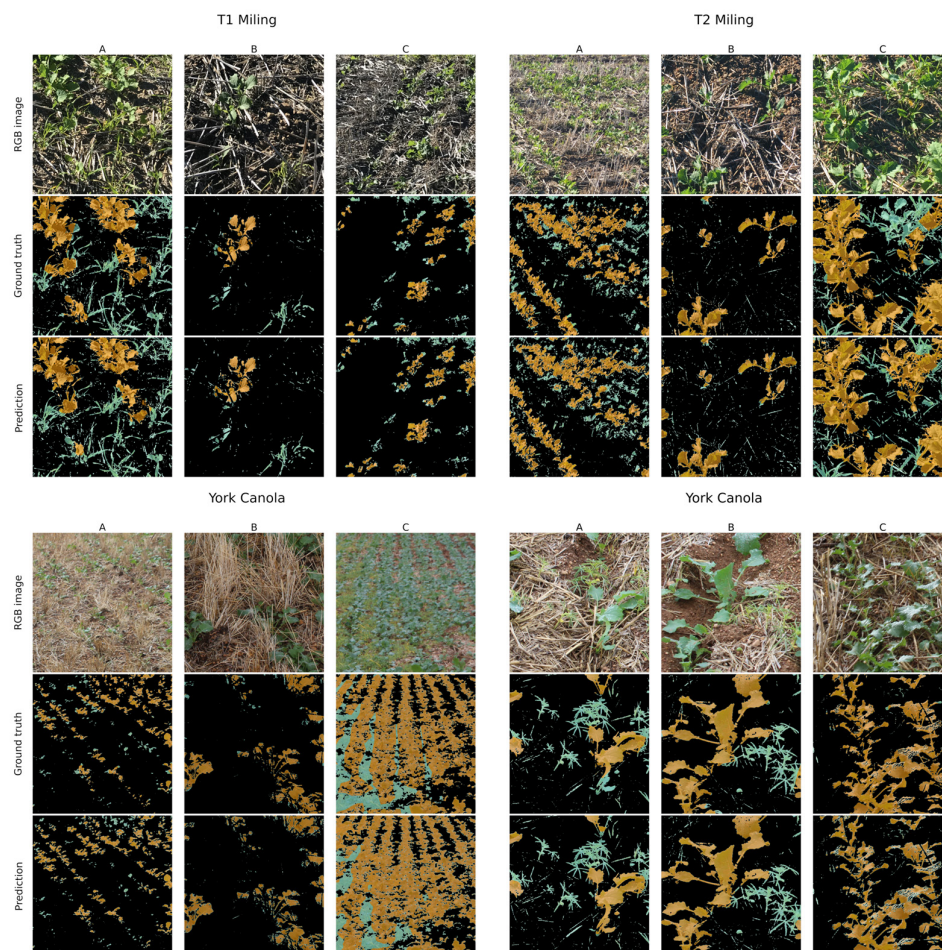 T1 Miling
T2 Miling
A B C A B C
RGB image
Ground truth
Prediction
York Canola
York Canola
A B C A B C
RGB image
Ground truth
Prediction